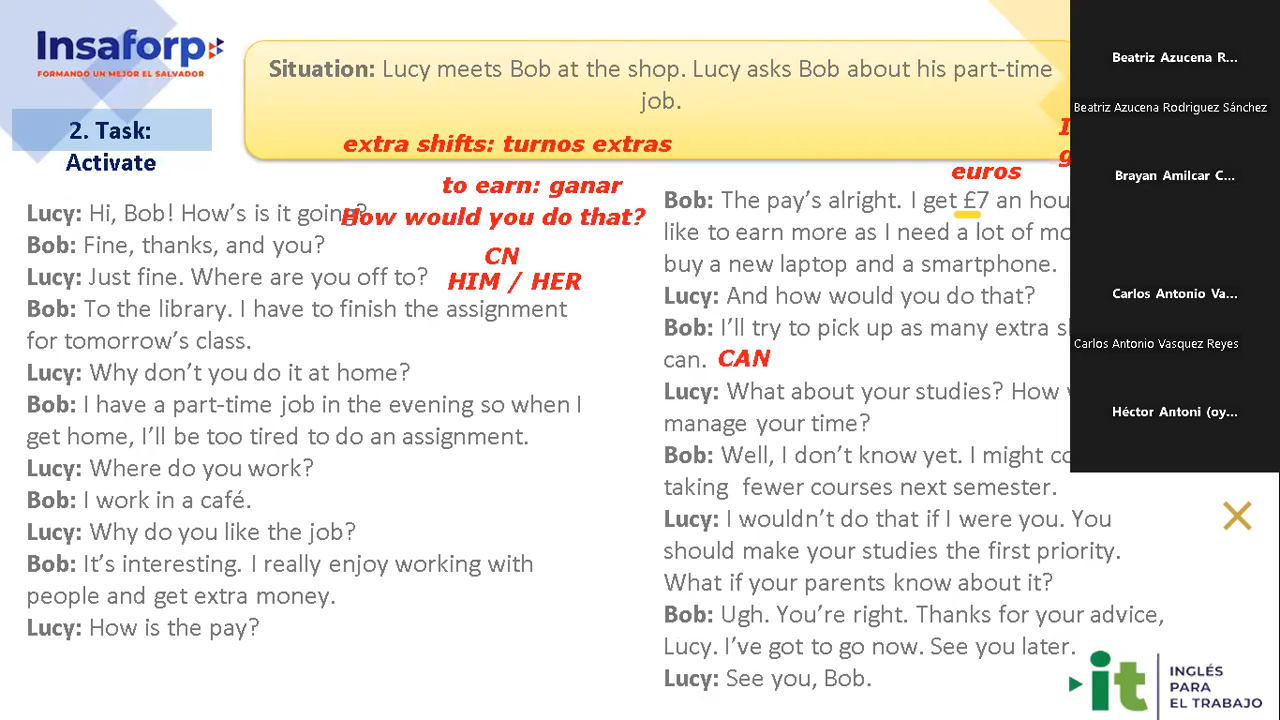 Insaforp
FORMANDO UN MEJOR EL SALVADOR
2. Task:
Activate
Situation: Lucy meets Bob at the shop. Lucy asks Bob about his part-time
job.
extra shifts: turnos extras
to earn: ganar
How would you do that?
CN
HIM / HER
Lucy: Hi, Bob! How's is it going?
Bob: Fine, thanks, and you?
Lucy: Just fine. Where are you off to?
Bob: To the library. I have to finish the assignment
for tomorrow's class.
Lucy: Why don't you do it at home?
Bob: I have a part-time job in the evening so when I
get home, I'll be too tired to do an assignment.
Lucy: Where do you work?
Bob: I work in a café.
Lucy: Why do you like the job?
Bob: It's interesting. I really enjoy working with
people and get extra money.
Lucy: How is the pay?
euros
Bob: The pay's alright. I get £7 an
like to earn more as I need a lot of
buy a new laptop and a smartphone.
Lucy: And how would you do that?
Bob: I'll try to pick up as many extra
can. CAN
Lucy: What about your studies? How
manage your time?
Bob: Well, I don't know yet. I might
taking fewer courses next semester.
Lucy: I wouldn't do that if I were you. You
should make your studies the first priority.
What if your parents know about it?
Bob: Ugh. You're right. Thanks for your advice,
Lucy. I've got to go now. See you later.
Lucy: See you, Bob.
Beatriz Azucena R...
Beatriz Azucena Rodriguez Sánchez
Brayan Amilcar C...
Carlos Antonio Va...
Carlos Antonio Vasquez Reyes
Héctor Antoni (oy...
it
INGLÉS
PARA
EL TRABAJO